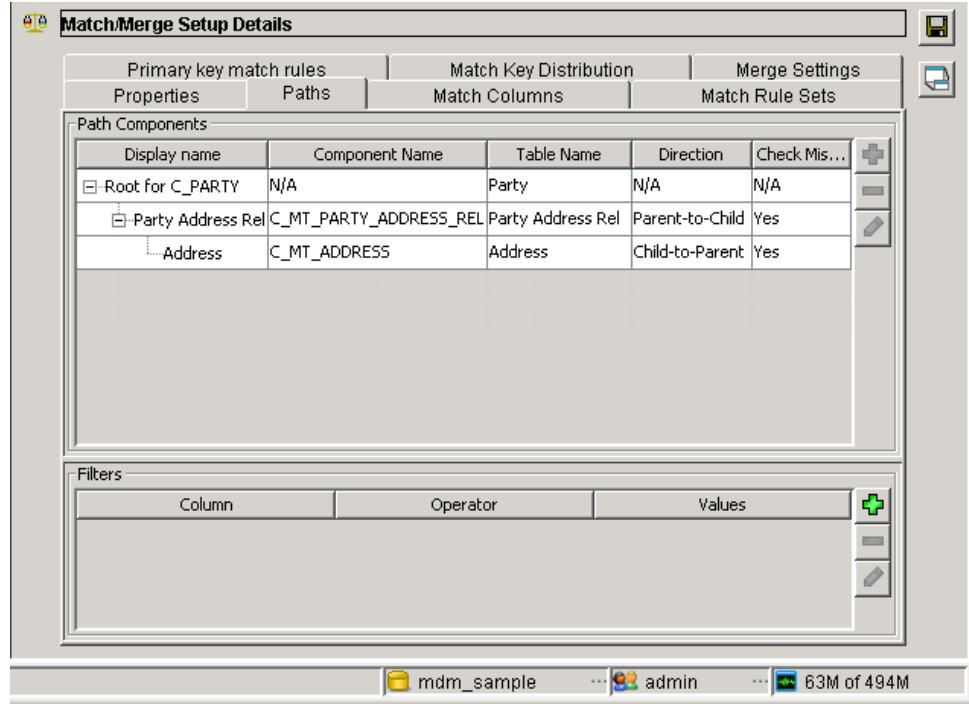 Match/Merge Setup Details
Primary key match rules Match Key Distribution Merge Settings
Properties Paths Match Columns Match Rule Sets
Path Components
Display name Component Name Table Name Direction Check Mis...
Root for C_PARTY N/A Party N/A N/A
Party Address Rel C_MT_PARTY_ADDRESS_REL Party Address Rel Parent-to-Child Yes
Address C_MT_ADDRESS Address Child-to-Parent Yes
Filters
Column Operator Values
mdm_sample ... admin ... 63M of 494M